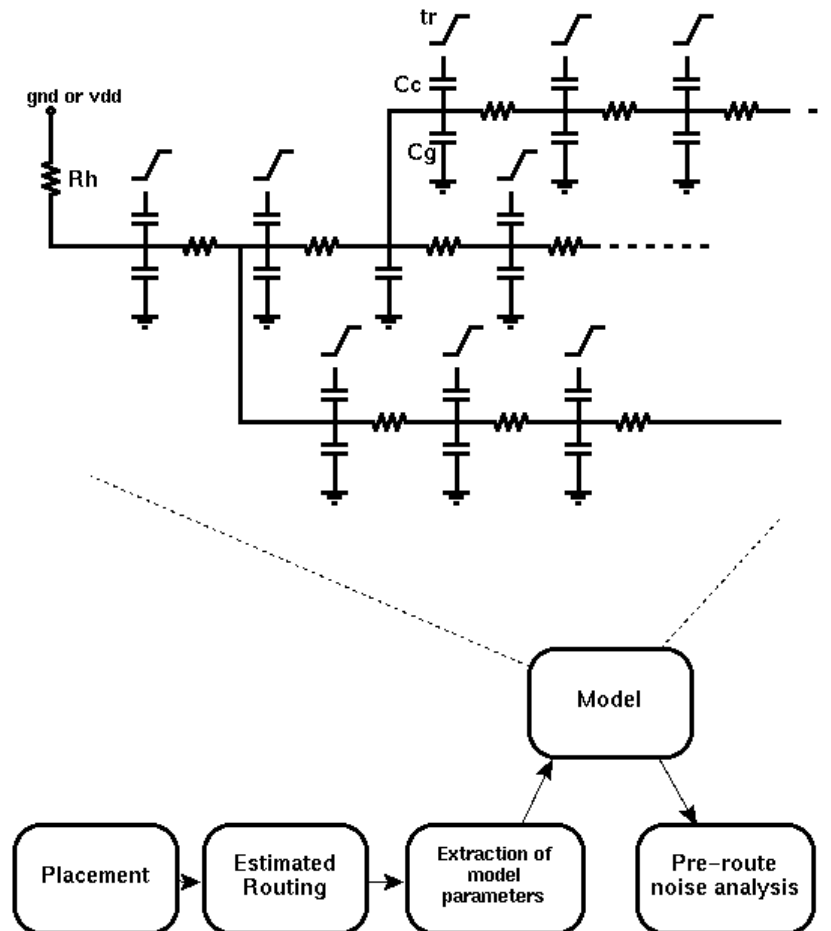 tr
Cc
gnd or vdd
Cg
Rh
Model
Placement
Estimated
Routing
Extraction of
model
parameters
Pre-route
noise analysis